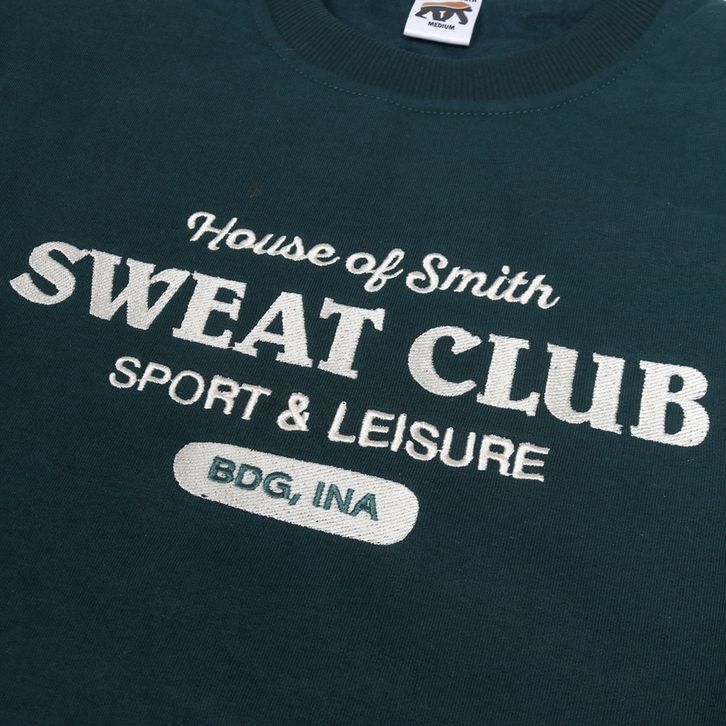 MEDIUM
House of Smith
SWEAT CLUB
SPORT & LEISURE
BDG, INA